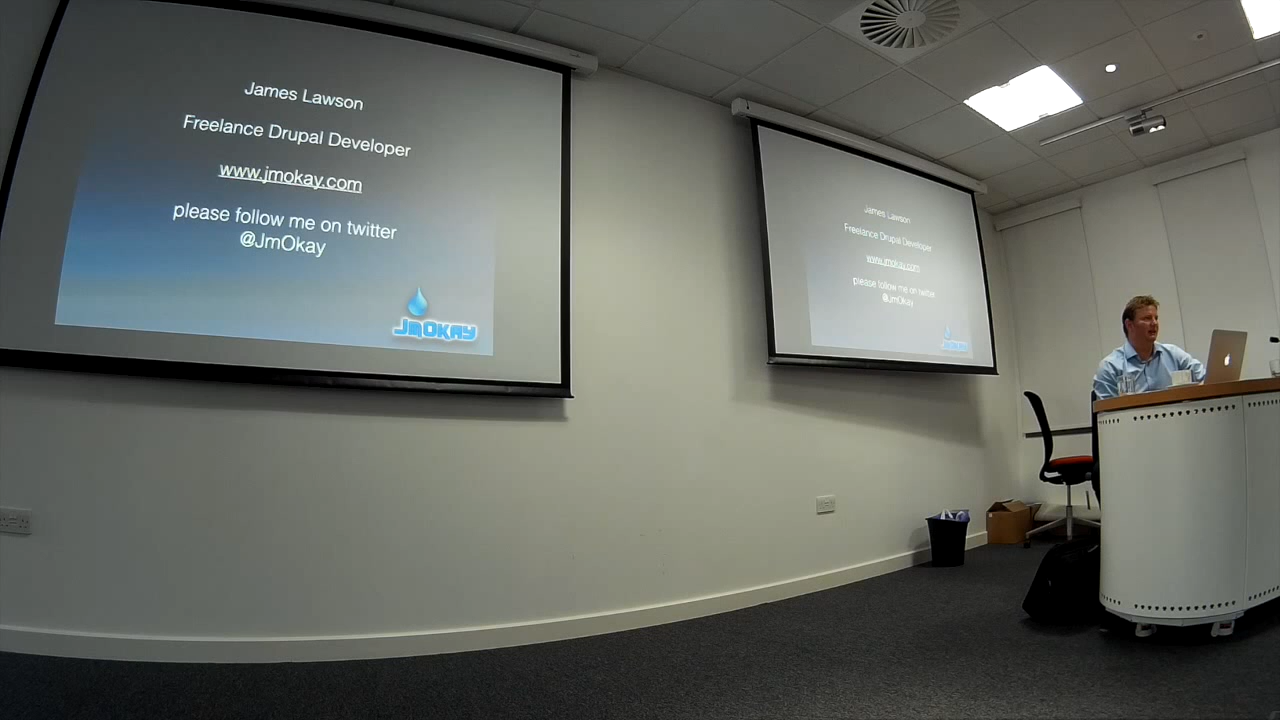 James Lawson
Freelance Drupal Developer
www.jmokay.com
please follow me on twitter
@JmOkay
JmOkay
James Lawson
Freelance Drupal Developer
www.jmokay.com
please follow me on twitter
@JmOkay
JmOkay